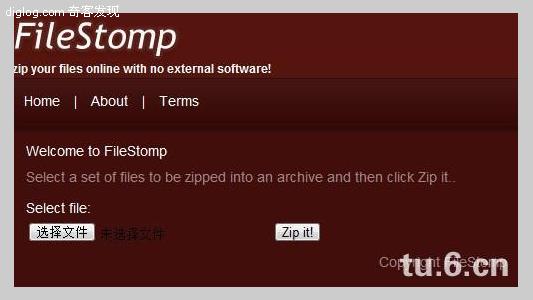 diglog.com 奇客发现
FileStomp
zip your files online with no external software!
Home | About | Terms
Welcome to FileStomp
Select a set of files to be zipped into an archive and then click Zip it..
Select file:
选择文件 未选择文件 Zip it!
Copyright FileStomp
tu.6.cn